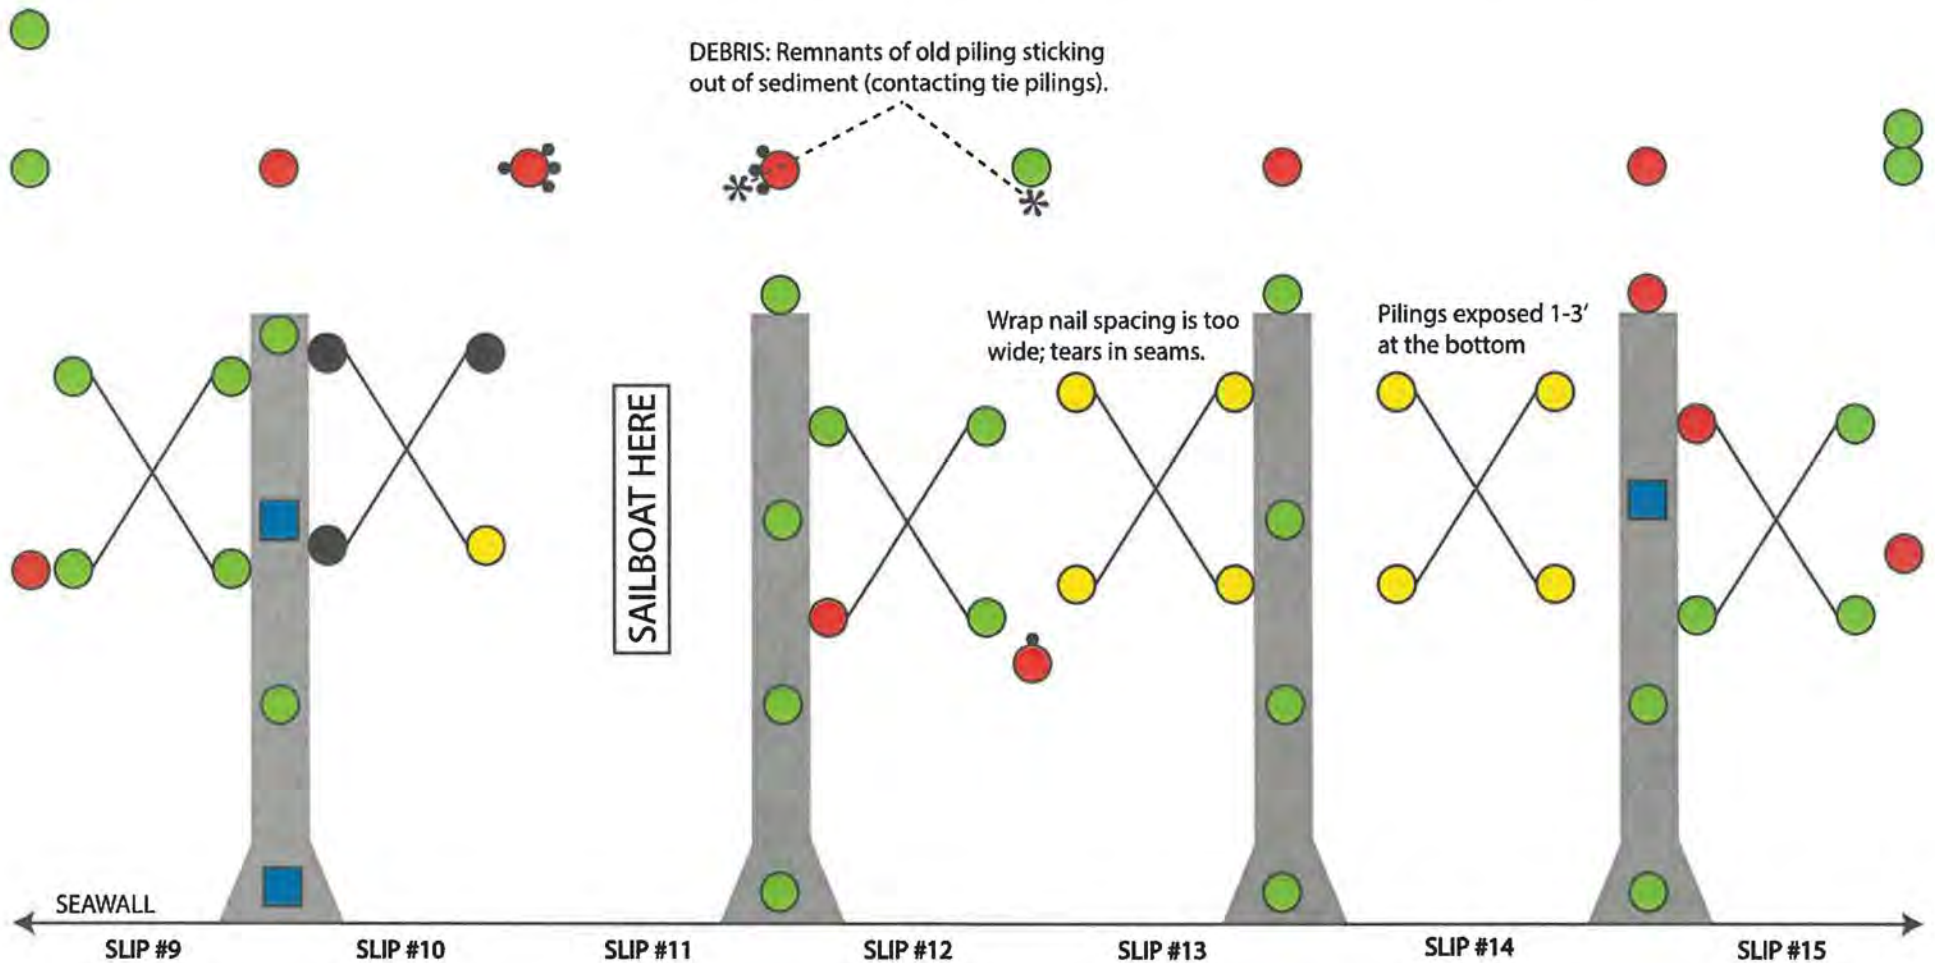 DEBRIS: Remnants of old piling sticking
out of sediment (contacting tie pilings).
Wrap nail spacing is too
wide; tears in seams.
Pilings exposed 1-3'
at the bottom
SAILBOAT HERE
SEAWALL
SLIP #9
SLIP #10
SLIP #11
SLIP #12
SLIP #13
SLIP #14
SLIP #15